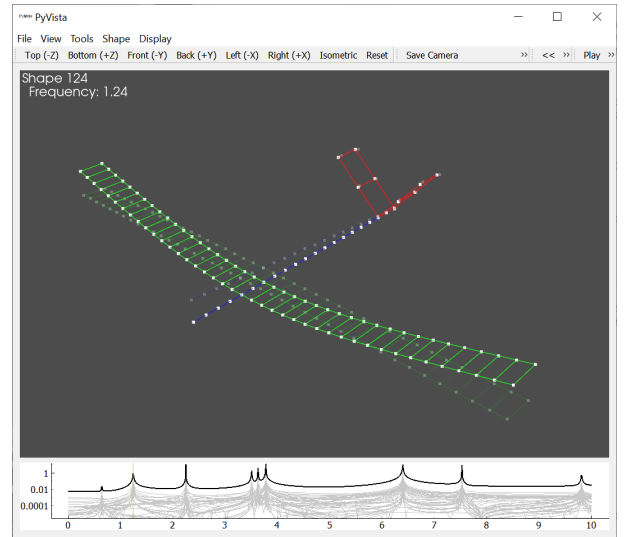 PyVista PyVista
File View Tools Shape Display
Top (-Z) Bottom (+Z) Front (-Y) Back (+Y) Left (-X) Right (+X) Isometric Reset Save Camera >> << >> Play >>
Shape 124
Frequency: 1.24
1
0.01
0.0001
0 1 2 3 4 5 6 7 8 9 10